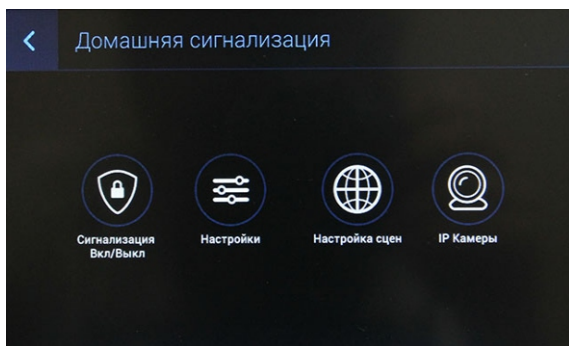 Домашняя сигнализация
Сигнализация
Вкл/Выкл
Настройки
Настройка сцен
IP Камеры